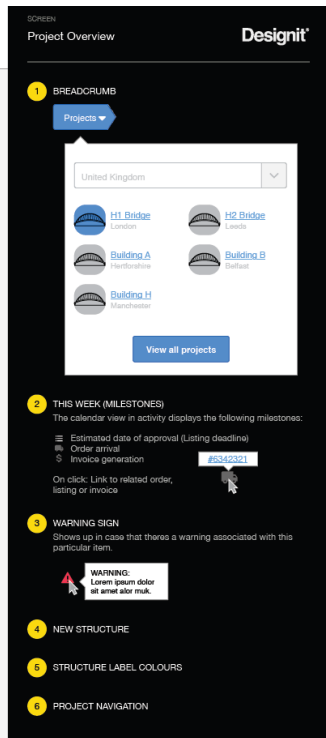 SCREEN
Project Overview
Designit
1 BREADCRUMB
Projects
United Kingdom
H1 Bridge
London
H2 Bridge
Leeds
Building A
Hertforshire
Building B
Belfast
Building H
Manchester
View all projects
2 THIS WEEK (MILESTONES)
The calendar view in activity displays the following milestones:
Estimated date of approval (Listing deadline)
Order arrival
$ Invoice generation
#6342321
On click: Link to related order,
listing or invoice
3 WARNING SIGN
Shows up in case that theres a warning associated with this
particular item.
WARNING:
Lorem ipsum dolor
sit amet alor muk.
4 NEW STRUCTURE
5 STRUCTURE LABEL COLOURS
6 PROJECT NAVIGATION